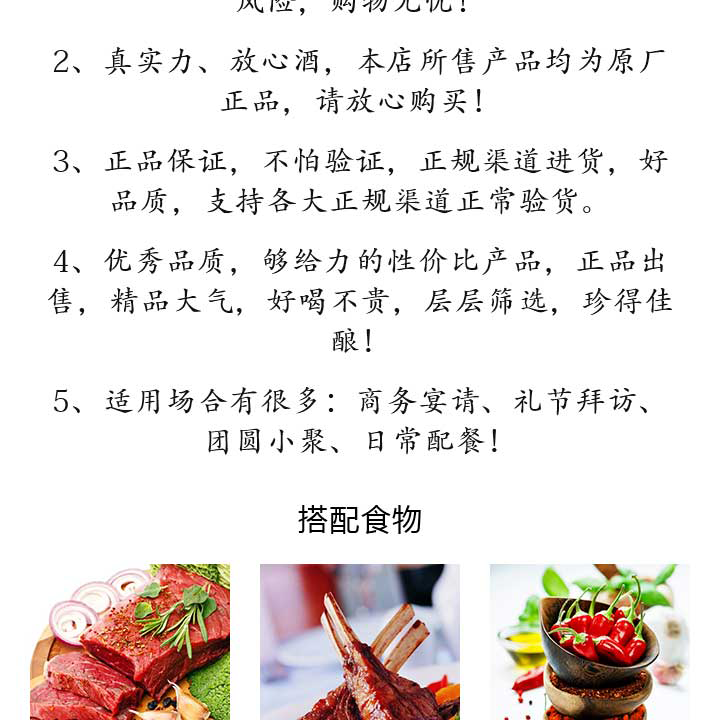 风险，购物无忧！
2、真实力、放心酒，本店所售产品均为原厂
正品，请放心购买！
3、正品保证，不怕验证，正规渠道进货，好
品质，支持各大正规渠道正常验货。
4、优秀品质，够给力的性价比产品，正品出
售，精品大气，好喝不贵，层层筛选，珍得佳
酿！
5、适用场合有很多：商务宴请、礼节拜访、
团圆小聚、日常配餐！
搭配食物